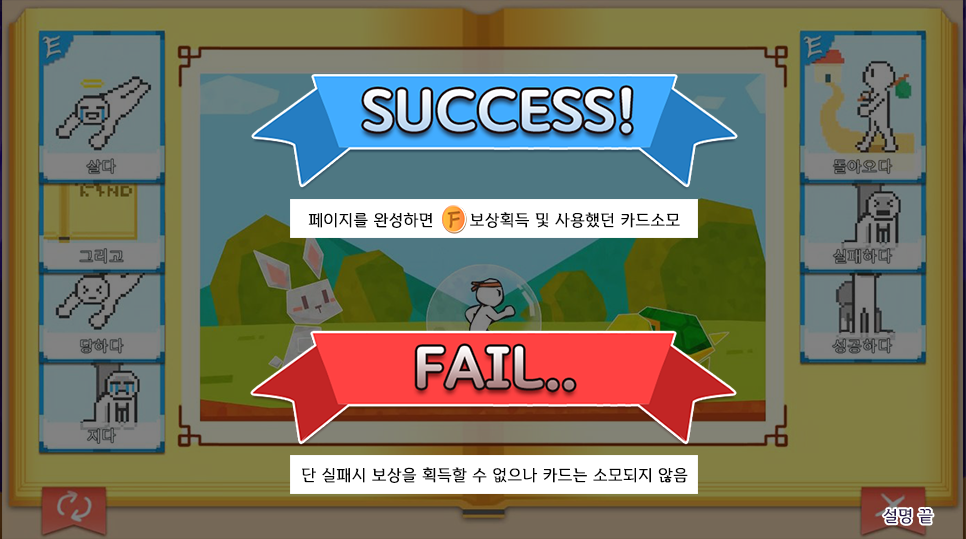 SUCCESS!
페이지를 완성하면 F 보상획득 및 사용했던 카드소모
FAIL..
단 실패시 보상을 획득할 수 없으나 카드는 소모되지 않음
E
살다
그리고
당하다
지다
E
돌아오다
실패하다
성공하다
설명 끝